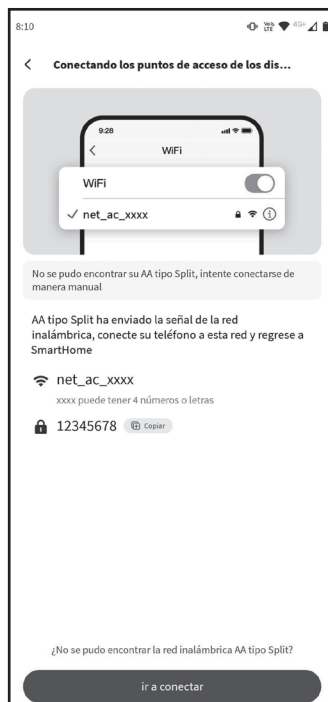 8:10
Vo))
LTE
4G+
Conectando los puntos de acceso de los dis...
9:28
WiFi
WiFi
net_ac_xxxx
No se pudo encontrar su AA tipo Split, intente conectarse de
manera manual
AA tipo Split ha enviado la señal de la red
inalámbrica, conecte su teléfono a esta red y regrese a
SmartHome
net_ac_xxxx
xxxx puede tener 4 números o letras
12345678 Copiar
¿No se pudo encontrar la red inalámbrica AA tipo Split?
ir a conectar